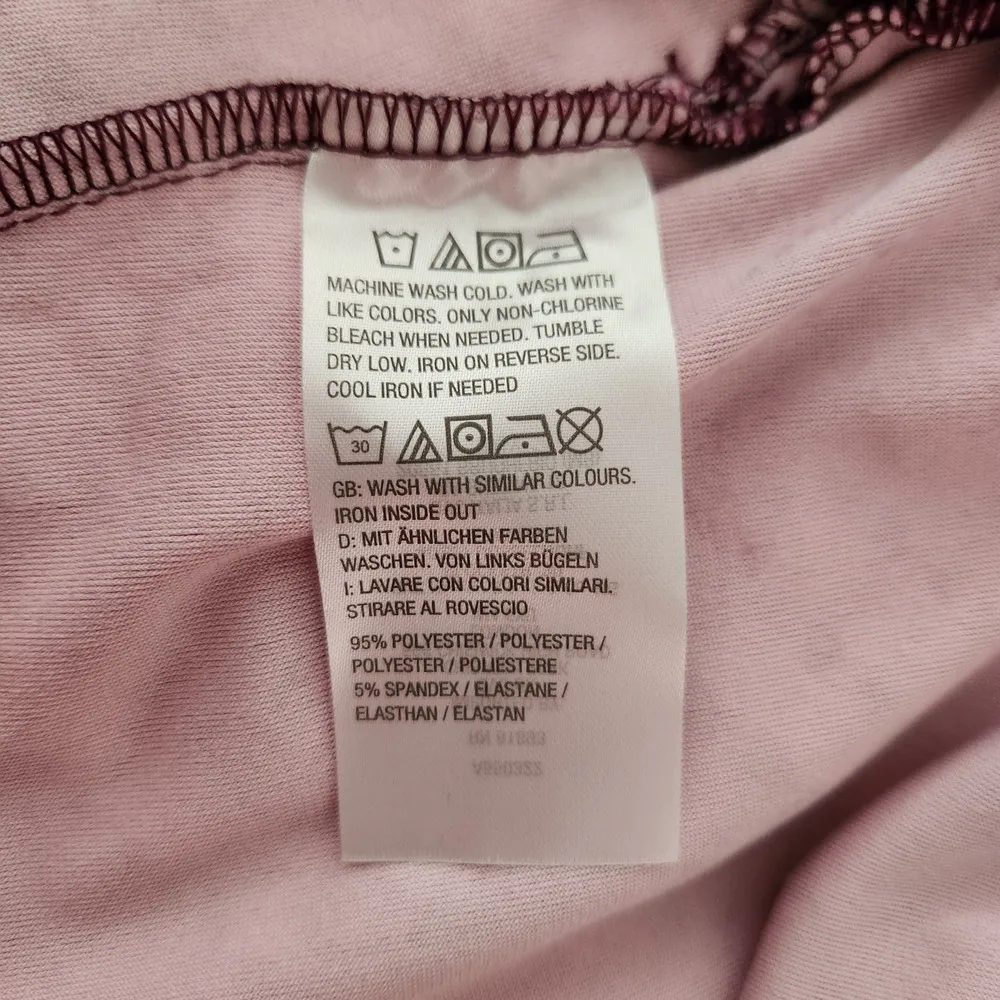 MACHINE WASH COLD. WASH WITH
LIKE COLORS. ONLY NON-CHLORINE
BLEACH WHEN NEEDED. TUMBLE
DRY LOW. IRON ON REVERSE SIDE.
COOL IRON IF NEEDED
30
GB: WASH WITH SIMILAR COLOURS.
IRON INSIDE OUT
D: MIT ÄHNLICHEN FARBEN
WASCHEN. VON LINKS BÜGELN
I: LAVARE CON COLORI SIMILARI.
STIRARE AL ROVESCIO
95% POLYESTER / POLYESTER /
POLYESTER / POLIESTERE
5% SPANDEX / ELASTANE /
ELASTHAN / ELASTAN